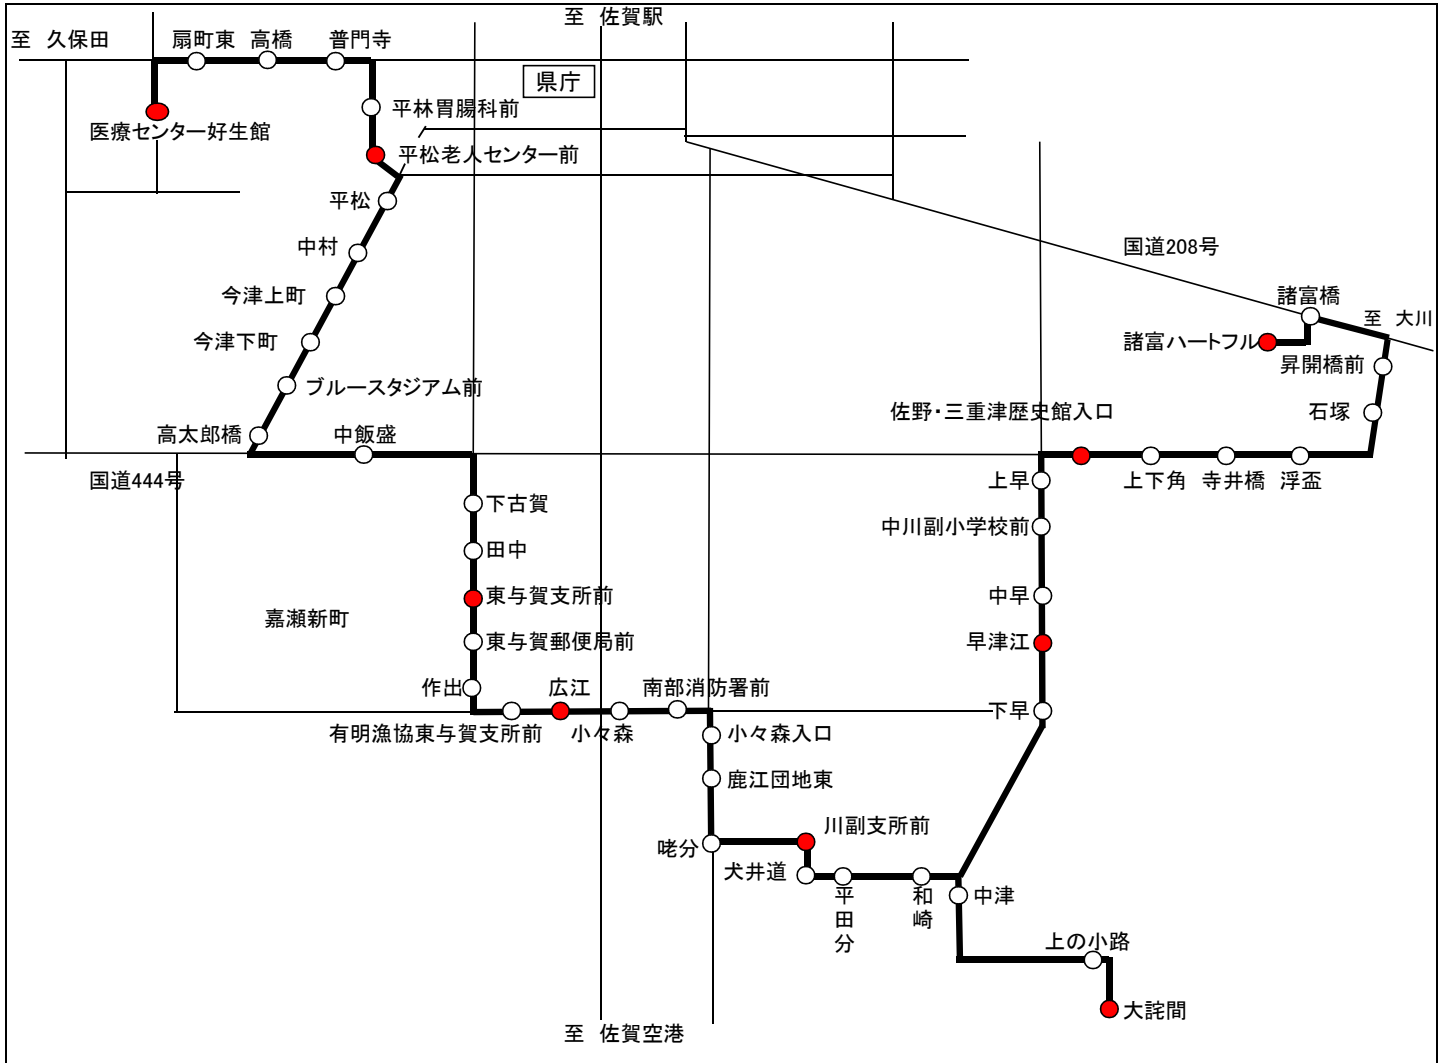 至 佐賀駅
至 久保田
扇町東
高橋
普門寺
県庁
平林胃腸科前
医療センター好生館
平松老人センター前
平松
中村
国道208号
今津上町
諸富橋
至 大川
今津下町
諸富ハートフル
昇開橋前
ブルースタジアム前
佐野・三重津歴史館入口
石塚
高太郎橋
中飯盛
国道444号
上早
上下角
寺井橋
浮盃
下古賀
中川副小学校前
田中
東与賀支所前
中早
嘉瀬新町
東与賀郵便局前
早津江
作出
広江
南部消防署前
下早
有明漁協東与賀支所前
小々森
小々森入口
鹿江団地東
川副支所前
咾分
犬井道
平田分
和崎
中津
上の小路
大詫間
至 佐賀空港